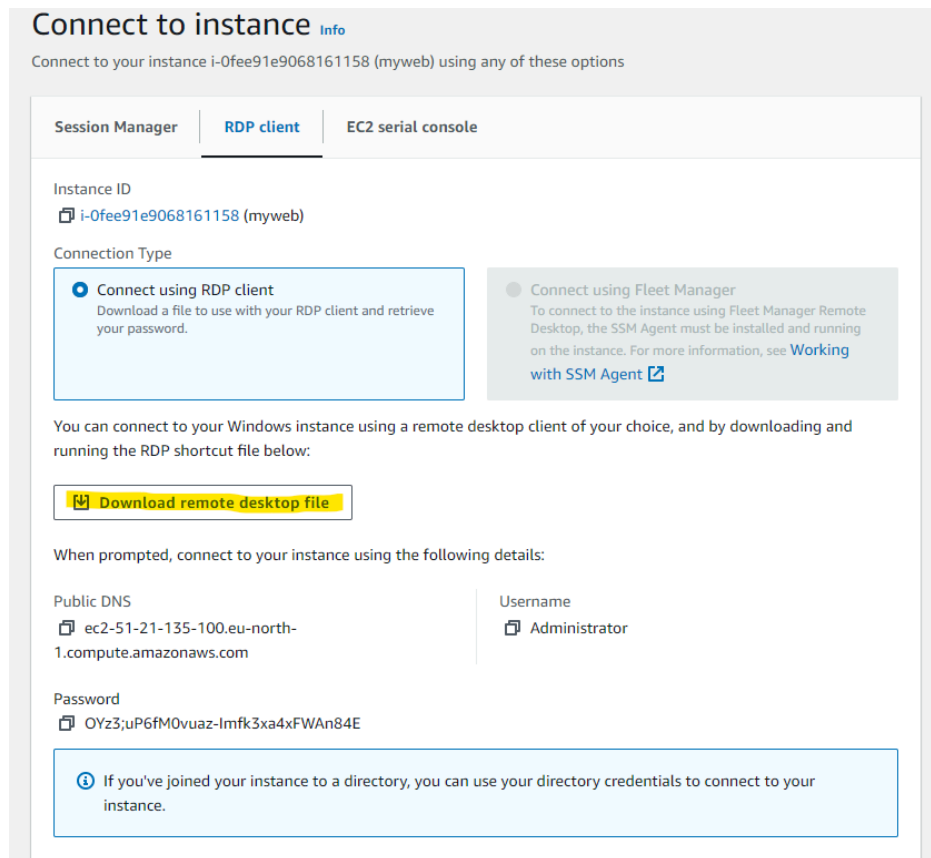 Connect to instance Info
Connect to your instance i-0fee91e9068161158 (myweb) using any of these options
Session Manager
RDP client
EC2 serial console
Instance ID
i-0fee91e9068161158 (myweb)
Connection Type
Connect using RDP client
Download a file to use with your RDP client and retrieve
your password.
Connect using Fleet Manager
To connect to the instance using Fleet Manager Remote
Desktop, the SSM Agent must be installed and running
on the instance. For more information, see Working
with SSM Agent
You can connect to your Windows instance using a remote desktop client of your choice, and by downloading and
running the RDP shortcut file below:
Download remote desktop file
When prompted, connect to your instance using the following details:
Public DNS
ec2-51-21-135-100.eu-north-
1.compute.amazonaws.com
Username
Administrator
Password
OYz3;uP6fM0vuaz-Imfk3xa4xFWAn84E
If you've joined your instance to a directory, you can use your directory credentials to connect to your
instance.